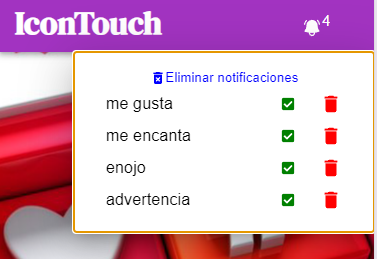 IconTouch
4
Eliminar notificaciones
me gusta
me encanta
enojo
advertencia